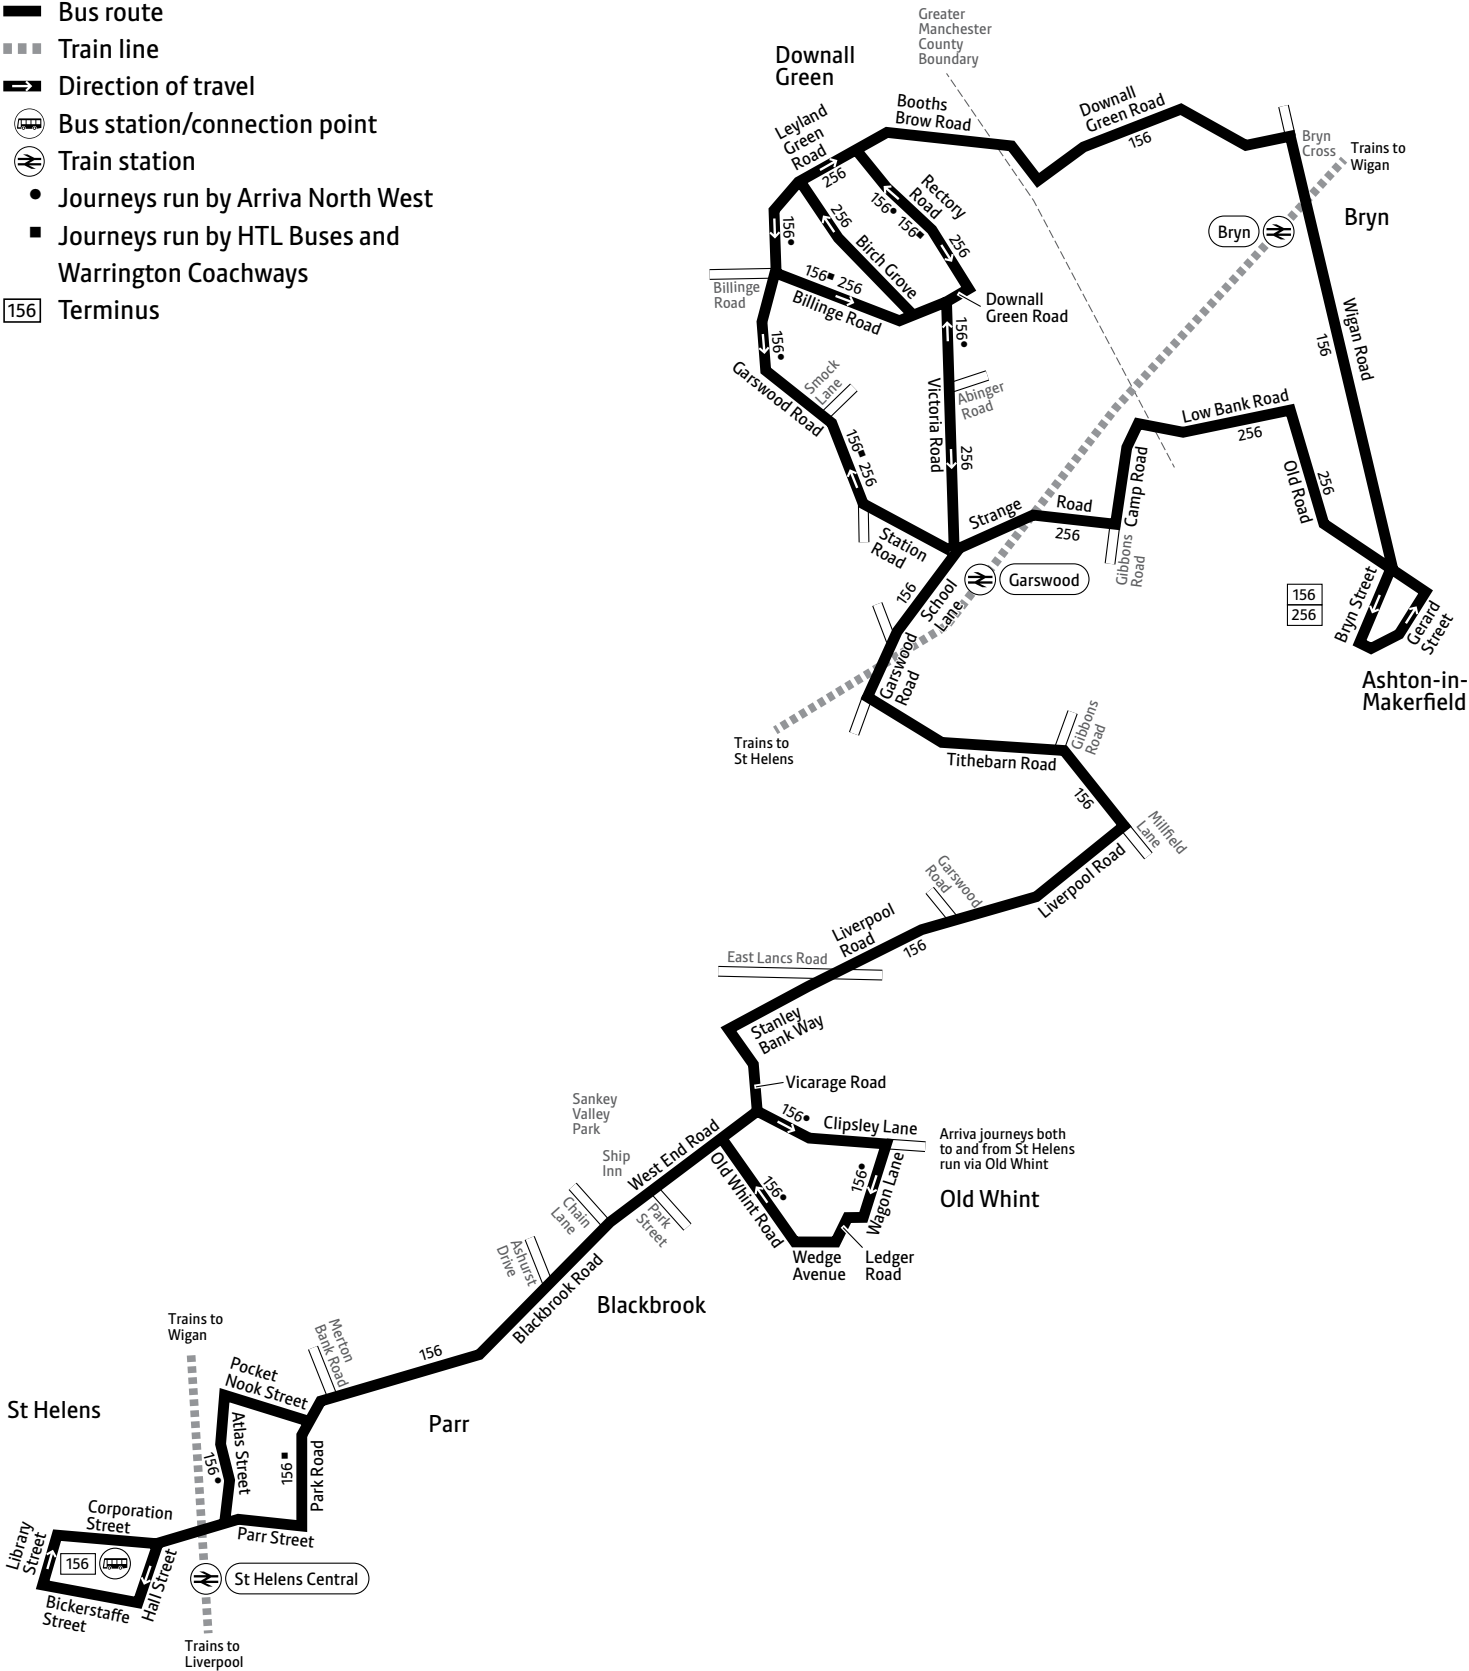 Bus route
Train line
Direction of travel
Bus station/connection point
Train station
Journeys run by Arriva North West
Journeys run by HTL Buses and
Warrington Coachways
156
Terminus
Greater
Manchester
County
Boundary
Downall
Green
Booths
Brow Road
Downall
Green Road
156
Leyland
Green
Road
256
Bryn
Cross
Trains to
Wigan
Bryn
Bryn
Rectory
Road
156●
156■
256
256
156●
Birch Grove
156■ 256
Billinge Road
Billinge
Road
Downall
Green Road
156●
156●
Garswood Road
Smock
Lane
Victoria Road
Abinger
Road
Wigan Road
156
Low Bank Road
256
156■ 256
256
Camp Road
Old Road
256
Strange
Road
256
Station
Road
Gibbons
Road
Garswood
156
School
Lane
156
256
Bryn Street
Gerard
Street
Garswood
Road
Ashton-in-
Makerfield
Trains to
St Helens
Tithebarn Road
Gibbons
Road
156
Millfield
Lane
Liverpool Road
Garswood
Road
Liverpool
Road
156
East Lancs Road
Stanley
Bank Way
Vicarage Road
Sankey
Valley
Park
156●
Clipsley Lane
Arriva journeys both
to and from St Helens
run via Old Whint
Old Whint
Ship
Inn
West End Road
Old Whint Road
156●
156●
Wagon Lane
Chain
Lane
Park
Street
Wedge
Avenue
Ledger
Road
Ashurst
Drive
Blackbrook Road
Blackbrook
Trains to
Wigan
Merton
Bank Road
156
Pocket
Nook Street
St Helens
Parr
Atlas Street
156●
156■
Park Road
Corporation
Street
Parr Street
Library
Street
156
Hall Street
St Helens Central
Bickerstaffe
Street
Trains to
Liverpool